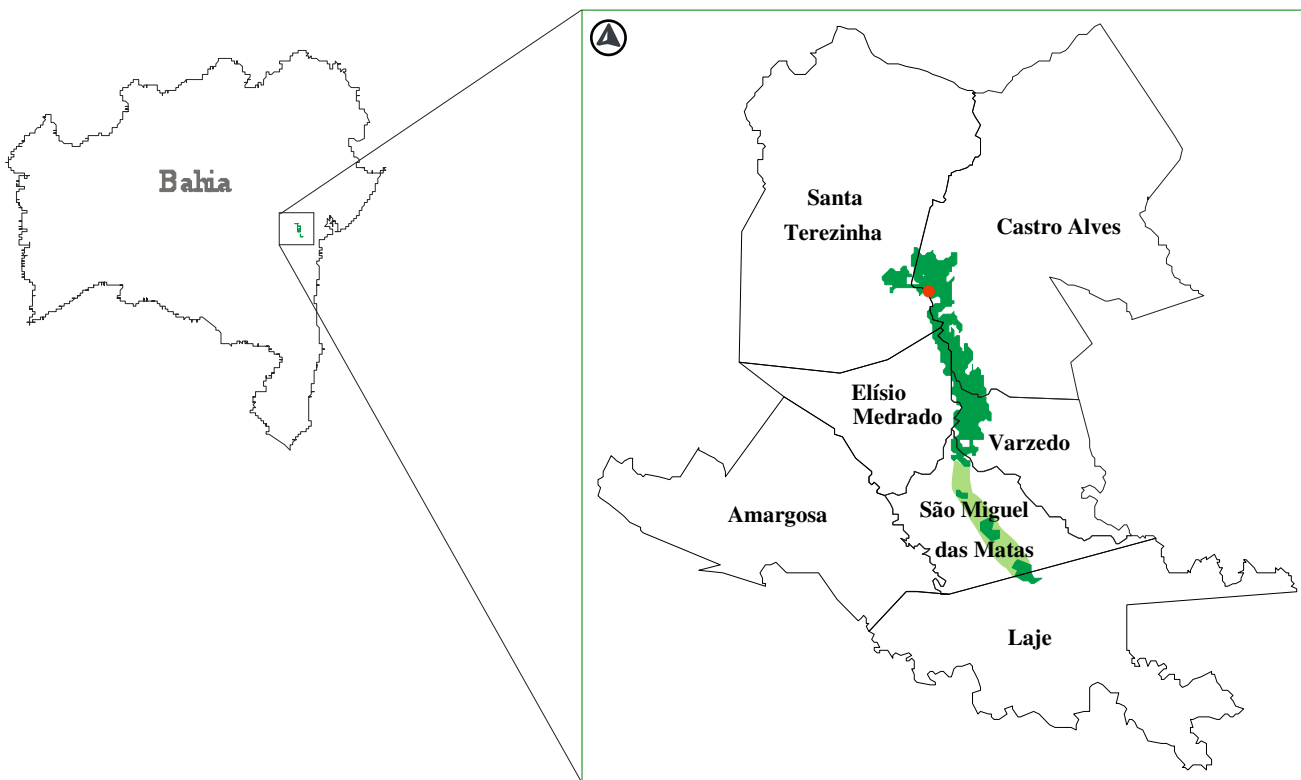 Bahia
Santa
Terezinha
Castro Alves
Elísio
Medrado
Varzedo
Amargosa
São Miguel
das Matas
Laje